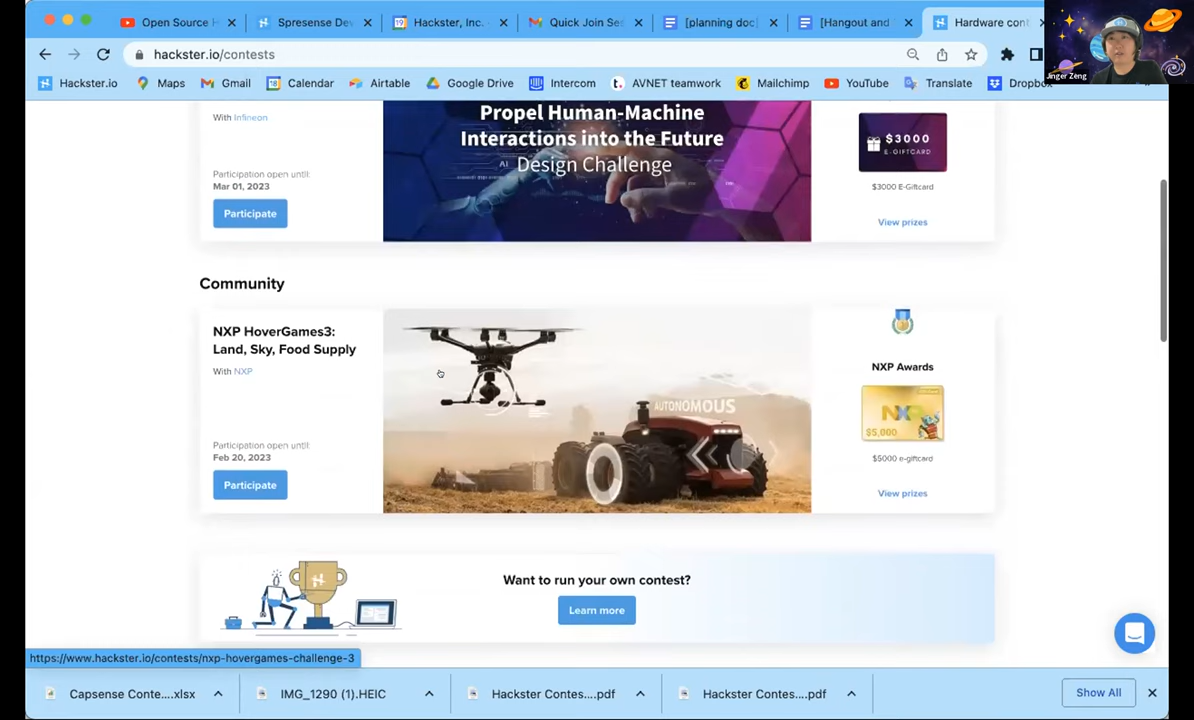 Open Source H
Spresense Dev
Hackster, Inc. -
Quick Join Ses
[planning doc]
[Hangout and
Hardware cont
hackster.io/contests
Jinger Zeng
Hackster.io
Maps
Gmail
Calendar
Airtable
Google Drive
Intercom
AVNET teamwork
Mailchimp
YouTube
Translate
Dropbox
With Infineon
Participation open until:
Mar 01, 2023
Participate
Propel Human-Machine
Interactions into the Future
Design Challenge
AI
$3000
E-GIFTCARD
$3000 E-Giftcard
View prizes
Community
NXP HoverGames3:
Land, Sky, Food Supply
With NXP
Participation open until:
Feb 20, 2023
Participate
AUTONOMOUS
NXP Awards
NXP
$5,000
$5000 e-giftcard
View prizes
Want to run your own contest?
Learn more
https://www.hackster.io/contests/nxp-hovergames-challenge-3
Capsense Conte....xlsx
IMG_1290 (1).HEIC
Hackster Contes....pdf
Hackster Contes....pdf
Show All